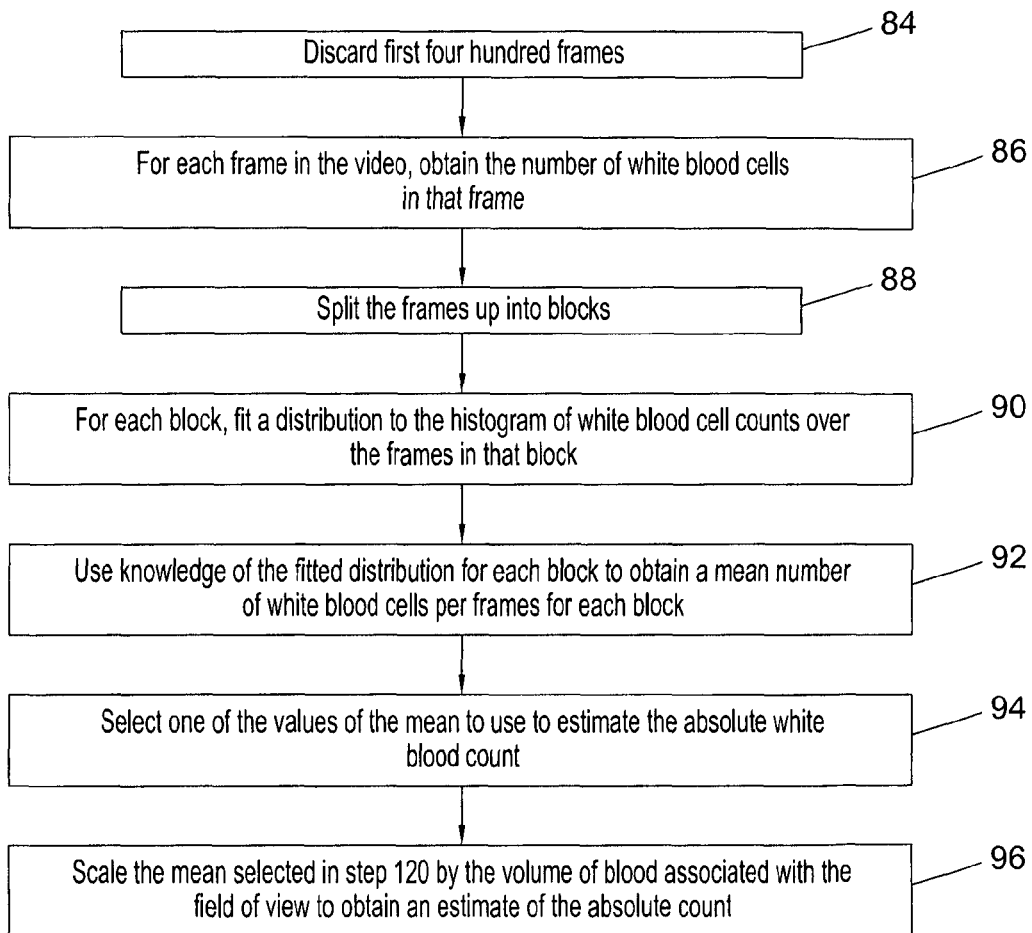 Discard first four hundred frames
84
For each frame in the video, obtain the number of white blood cells
in that frame
86
Split the frames up into blocks
88
For each block, fit a distribution to the histogram of white blood cell counts over
the frames in that block
90
Use knowledge of the fitted distribution for each block to obtain a mean number
of white blood cells per frames for each block
92
Select one of the values of the mean to use to estimate the absolute white
blood count
94
Scale the mean selected in step 120 by the volume of blood associated with the
field of view to obtain an estimate of the absolute count
96